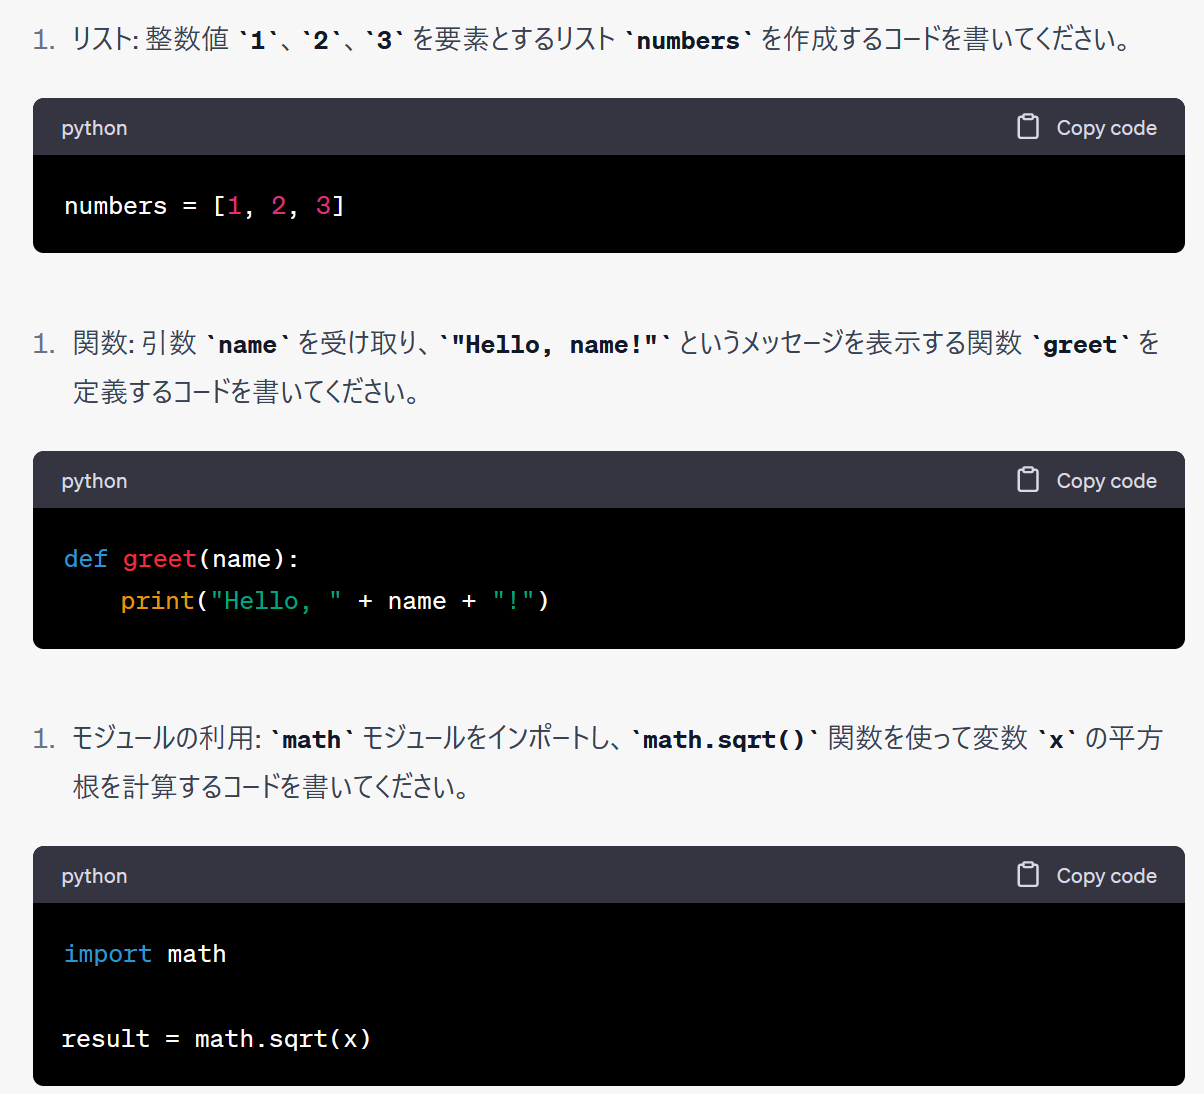 1. リスト: 整数値 `1`、`2`、`3` を要素とするリスト `numbers` を作成するコードを書いてください。
python Copy code
numbers = [1, 2, 3]
1. 関数: 引数 `name` を受け取り、`"Hello, name!"` というメッセージを表示する関数 `greet` を
定義するコードを書いてください。
python Copy code
def greet(name):
    print("Hello, " + name + "!")
1. モジュールの利用: `math` モジュールをインポートし、`math.sqrt()` 関数を使って変数 `x` の平方
根を計算するコードを書いてください。
python Copy code
import math
result = math.sqrt(x)